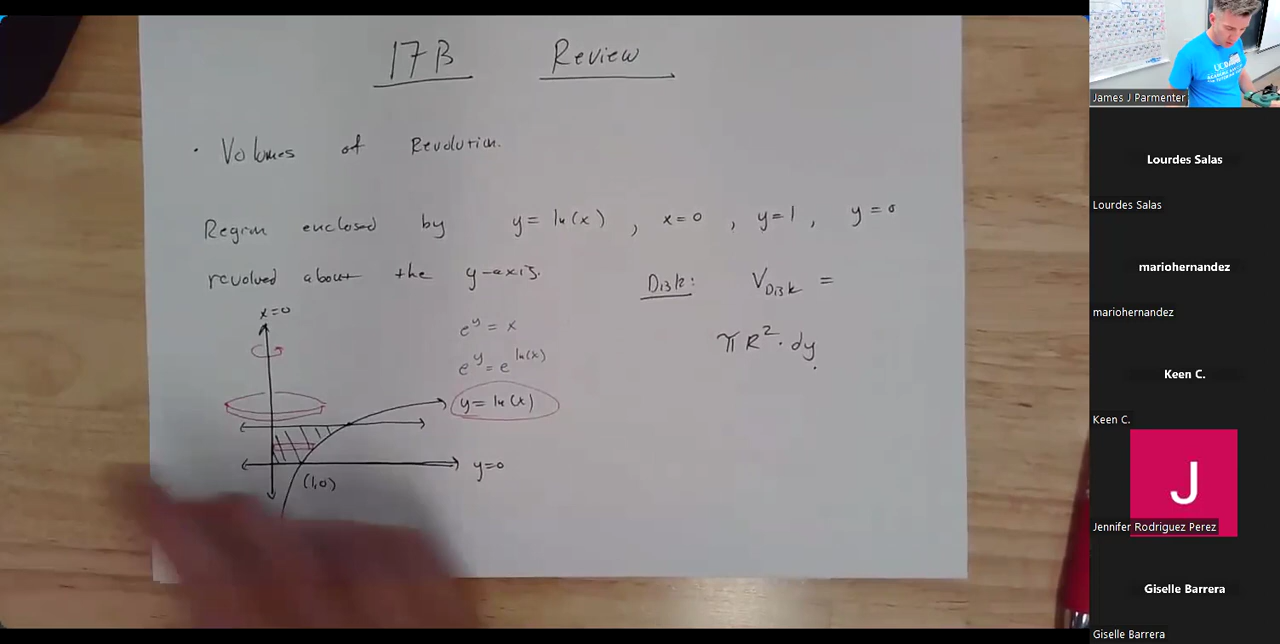 17B Review
• Volumes of Revolution.
Region enclosed by y = ln(x) , x=0 , y=1 , y=0
revolved about the y-axis.
Disk: V_Disk =
πR²·dy
x=0
e^y = x
e^y = e^ln(x)
y = ln(x)
y=0
(1,0)
James J Parmenter
Lourdes Salas
Lourdes Salas
mariohernandez
mariohernandez
Keen C.
Keen C.
J
Jennifer Rodriguez Perez
Giselle Barrera
Giselle Barrera